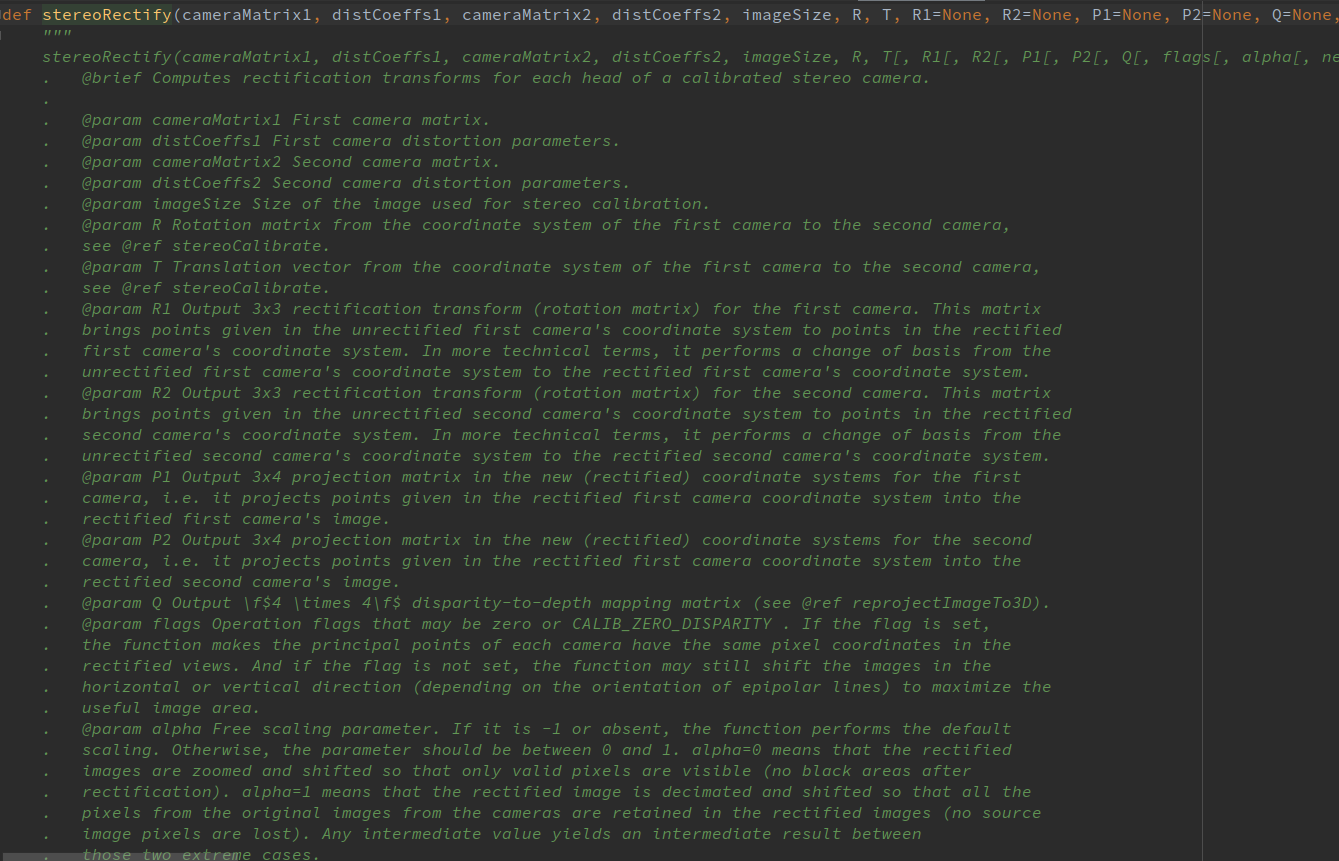 def stereoRectify(cameraMatrix1, distCoeffs1, cameraMatrix2, distCoeffs2, imageSize, R, T, R1=None, R2=None, P1=None, P2=None, Q=None,
"""
stereoRectify(cameraMatrix1, distCoeffs1, cameraMatrix2, distCoeffs2, imageSize, R, T[, R1[, R2[, P1[, P2[, Q[, flags[, alpha[, ne
. @brief Computes rectification transforms for each head of a calibrated stereo camera.
.
. @param cameraMatrix1 First camera matrix.
. @param distCoeffs1 First camera distortion parameters.
. @param cameraMatrix2 Second camera matrix.
. @param distCoeffs2 Second camera distortion parameters.
. @param imageSize Size of the image used for stereo calibration.
. @param R Rotation matrix from the coordinate system of the first camera to the second camera,
. see @ref stereoCalibrate.
. @param T Translation vector from the coordinate system of the first camera to the second camera,
. see @ref stereoCalibrate.
. @param R1 Output 3x3 rectification transform (rotation matrix) for the first camera. This matrix
. brings points given in the unrectified first camera's coordinate system to points in the rectified
. first camera's coordinate system. In more technical terms, it performs a change of basis from the
. unrectified first camera's coordinate system to the rectified first camera's coordinate system.
. @param R2 Output 3x3 rectification transform (rotation matrix) for the second camera. This matrix
. brings points given in the unrectified second camera's coordinate system to points in the rectified
. second camera's coordinate system. In more technical terms, it performs a change of basis from the
. unrectified second camera's coordinate system to the rectified second camera's coordinate system.
. @param P1 Output 3x4 projection matrix in the new (rectified) coordinate systems for the first
. camera, i.e. it projects points given in the rectified first camera coordinate system into the
. rectified first camera's image.
. @param P2 Output 3x4 projection matrix in the new (rectified) coordinate systems for the second
. camera, i.e. it projects points given in the rectified first camera coordinate system into the
. rectified second camera's image.
. @param Q Output \f$4 \times 4\f$ disparity-to-depth mapping matrix (see @ref reprojectImageTo3D).
. @param flags Operation flags that may be zero or CALIB_ZERO_DISPARITY . If the flag is set,
. the function makes the principal points of each camera have the same pixel coordinates in the
. rectified views. And if the flag is not set, the function may still shift the images in the
. horizontal or vertical direction (depending on the orientation of epipolar lines) to maximize the
. useful image area.
. @param alpha Free scaling parameter. If it is -1 or absent, the function performs the default
. scaling. Otherwise, the parameter should be between 0 and 1. alpha=0 means that the rectified
. images are zoomed and shifted so that only valid pixels are visible (no black areas after
. rectification). alpha=1 means that the rectified image is decimated and shifted so that all the
. pixels from the original images from the cameras are retained in the rectified images (no source
. image pixels are lost). Any intermediate value yields an intermediate result between
. those two extreme cases.